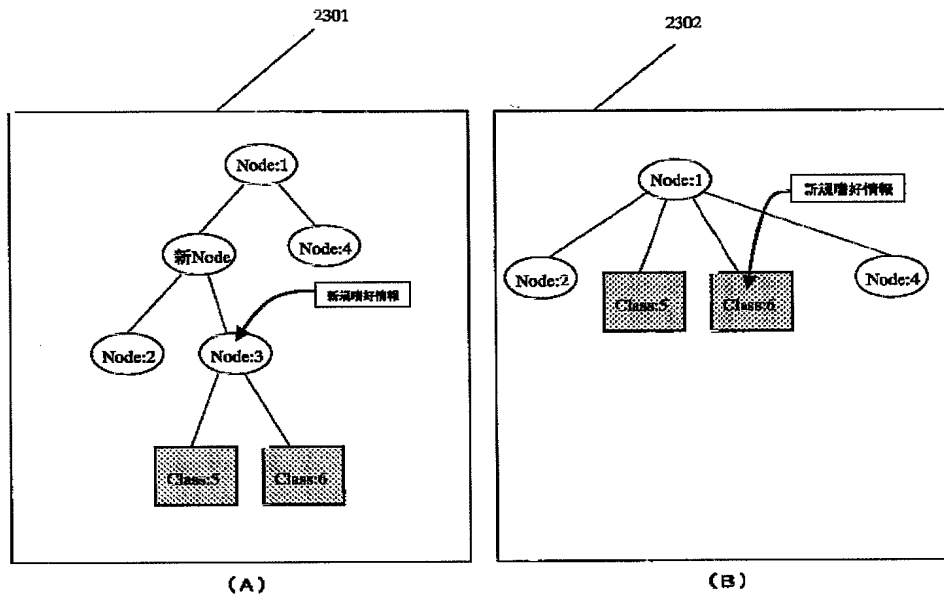 2301
2302
Node:1
新Node
Node:4
新規嗜好情報
Node:2
Node:3
Class:5
Class:6
(A)
Node:1
新規嗜好情報
Node:2
Class:5
Class:6
Node:4
(B)